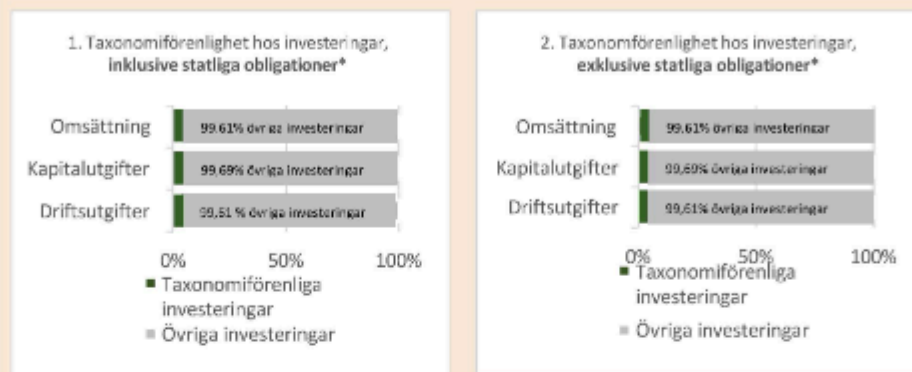 1. Taxonomiförenlighet hos investeringar,
inklusive statliga obligationer*
Omsättning
99.61% övriga investeringar
Kapitalutgifter
99,69% övriga investeringar
Driftsutgifter
99,61 % övriga investeringar
0% 50% 100%
Taxonomiförenliga
investeringar
Övriga investeringar
2. Taxonomförenlighet hos investeringar,
exklusive statliga obligationer*
Omsättning
99.61% övriga investeringar
Kapitalutgifter
99,69% övriga investeringar
Driftsutgifter
99,61% övriga investeringar
0% 50% 100%
Taxonomiförenliga
investeringar
Övriga investeringar